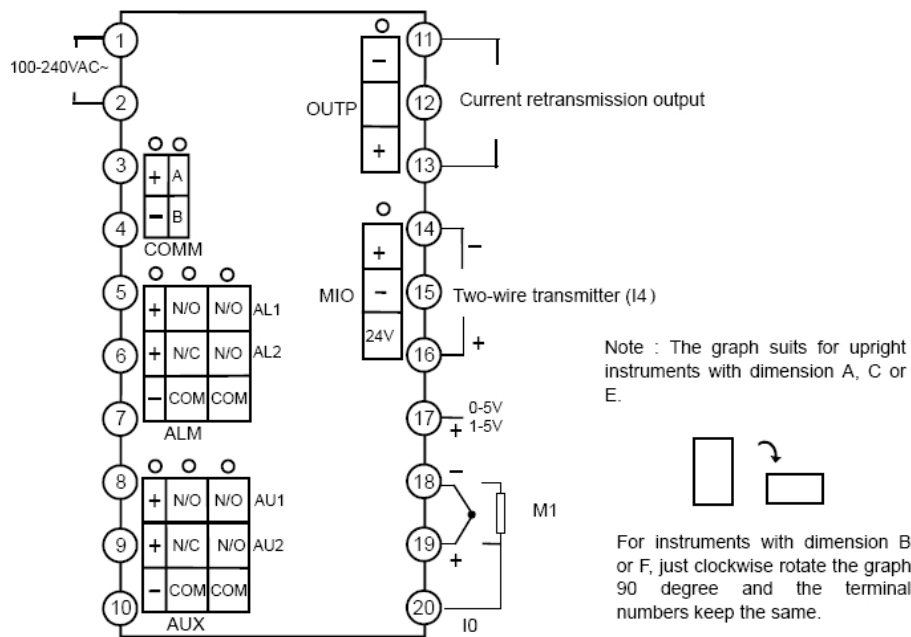 1
100-240VAC~
2
3
+ A
4
− B
COMM
5
+ N/O N/O AL1
6
+ N/C N/O AL2
7
− COM COM
ALM
8
+ N/O N/O AU1
9
+ N/C N/O AU2
10
− COM COM
AUX
11
−
OUTP
12
Current retransmission output
+
13
14
−
+
MIO
−
15
Two-wire transmitter (I4)
24V
+
16
17
0-5V
+ 1-5V
18
−
M1
19
+
20
I0
Note : The graph suits for upright
instruments with dimension A, C or
E.
For instruments with dimension B
or F, just clockwise rotate the graph
90 degree and the terminal
numbers keep the same.